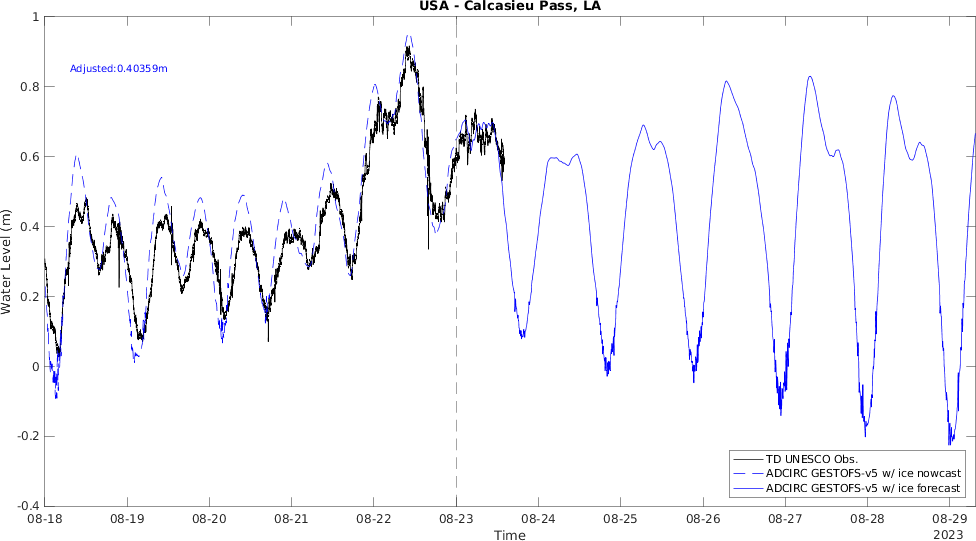 USA - Calcasieu Pass, LA
Adjusted:0.40359m
Water Level (m)
1
0.8
0.6
0.4
0.2
0
-0.2
-0.4
TD UNESCO Obs.
ADCIRC GESTOFS-v5 w/ ice nowcast
ADCIRC GESTOFS-v5 w/ ice forecast
08-18 08-19 08-20 08-21 08-22 08-23 08-24 08-25 08-26 08-27 08-28 08-29
Time
2023